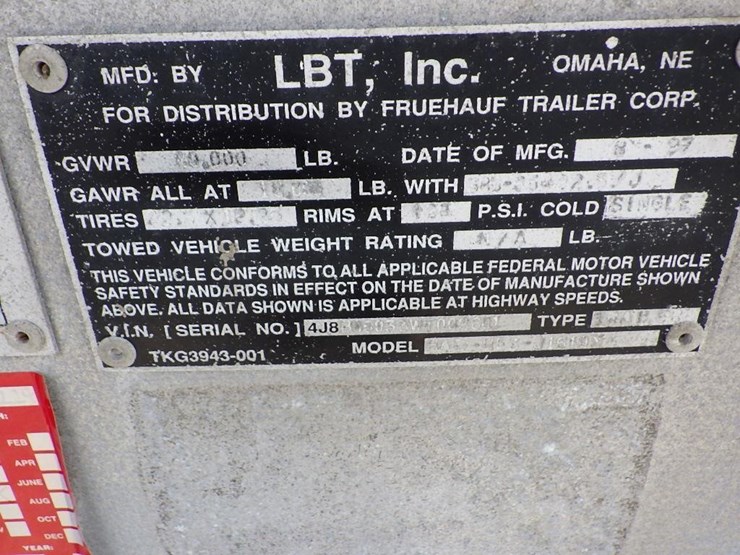 MFD. BY LBT, Inc. OMAHA, NE
FOR DISTRIBUTION BY FRUEHAUF TRAILER CORP.
GVWR LB. DATE OF MFG.
GAWR ALL AT LB. WITH
TIRES RIMS AT P.S.I. COLD SINGLE
TOWED VEHICLE WEIGHT RATING N/A LB.
THIS VEHICLE CONFORMS TO ALL APPLICABLE FEDERAL MOTOR VEHICLE
SAFETY STANDARDS IN EFFECT ON THE DATE OF MANUFACTURE SHOWN
ABOVE. ALL DATA SHOWN IS APPLICABLE AT HIGHWAY SPEEDS.
V.I.N. [ SERIAL NO. ] 4J8 TYPE
TKG3943-001 MODEL
FEB
APR
JUNE
AUG
OCT
DEC
YEAR: